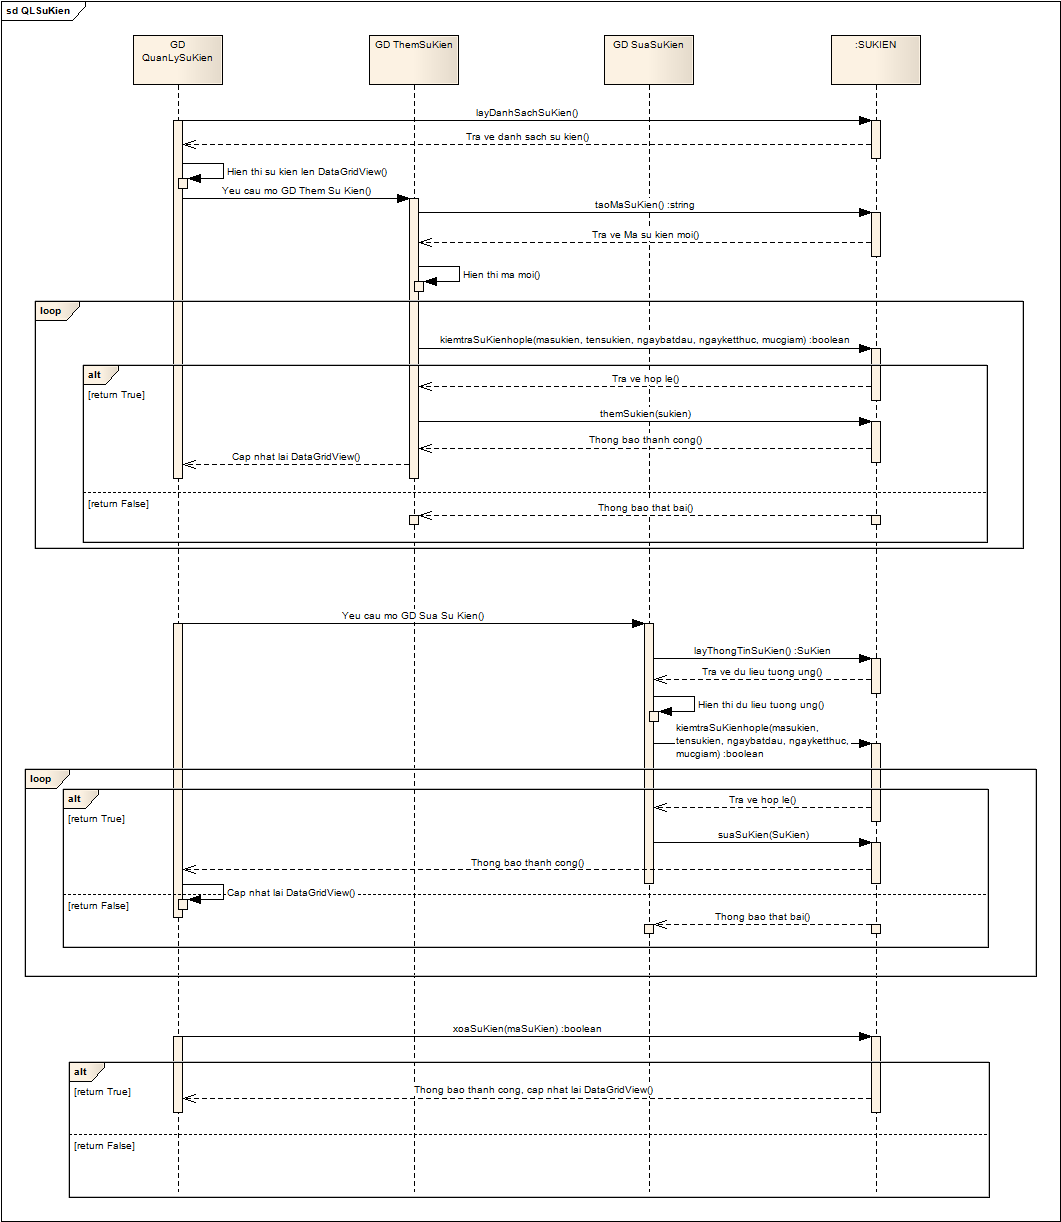 sd QLSuKien
GD
QuanLySuKien
GD ThemSuKien
GD SuaSuKien
:SUKIEN
layDanhSachSuKien()
Tra ve danh sach su kien()
Hien thi su kien len DataGridView()
Yeu cau mo GD Them Su Kien()
taoMaSuKien() :string
Tra ve Ma su kien moi()
Hien thi ma moi()
loop
kiemtraSuKienhople(masukien, tensukien, ngaybatdau, ngayketthuc, mucgiam) :boolean
alt
Tra ve hop le()
[return True]
themSukien(sukien)
Thong bao thanh cong()
Cap nhat lai DataGridView()
[return False]
Thong bao that bai()
Yeu cau mo GD Sua Su Kien()
layThongTinSuKien() :SuKien
Tra ve du lieu tuong ung()
Hien thi du lieu tuong ung()
kiemtraSuKienhople(masukien,
tensukien, ngaybatdau, ngayketthuc,
mucgiam) :boolean
loop
alt
Tra ve hop le()
[return True]
suaSuKien(SuKien)
Thong bao thanh cong()
Cap nhat lai DataGridView()
[return False]
Thong bao that bai()
xoaSuKien(maSuKien) :boolean
alt
[return True]
Thong bao thanh cong, cap nhat lai DataGridView()
[return False]